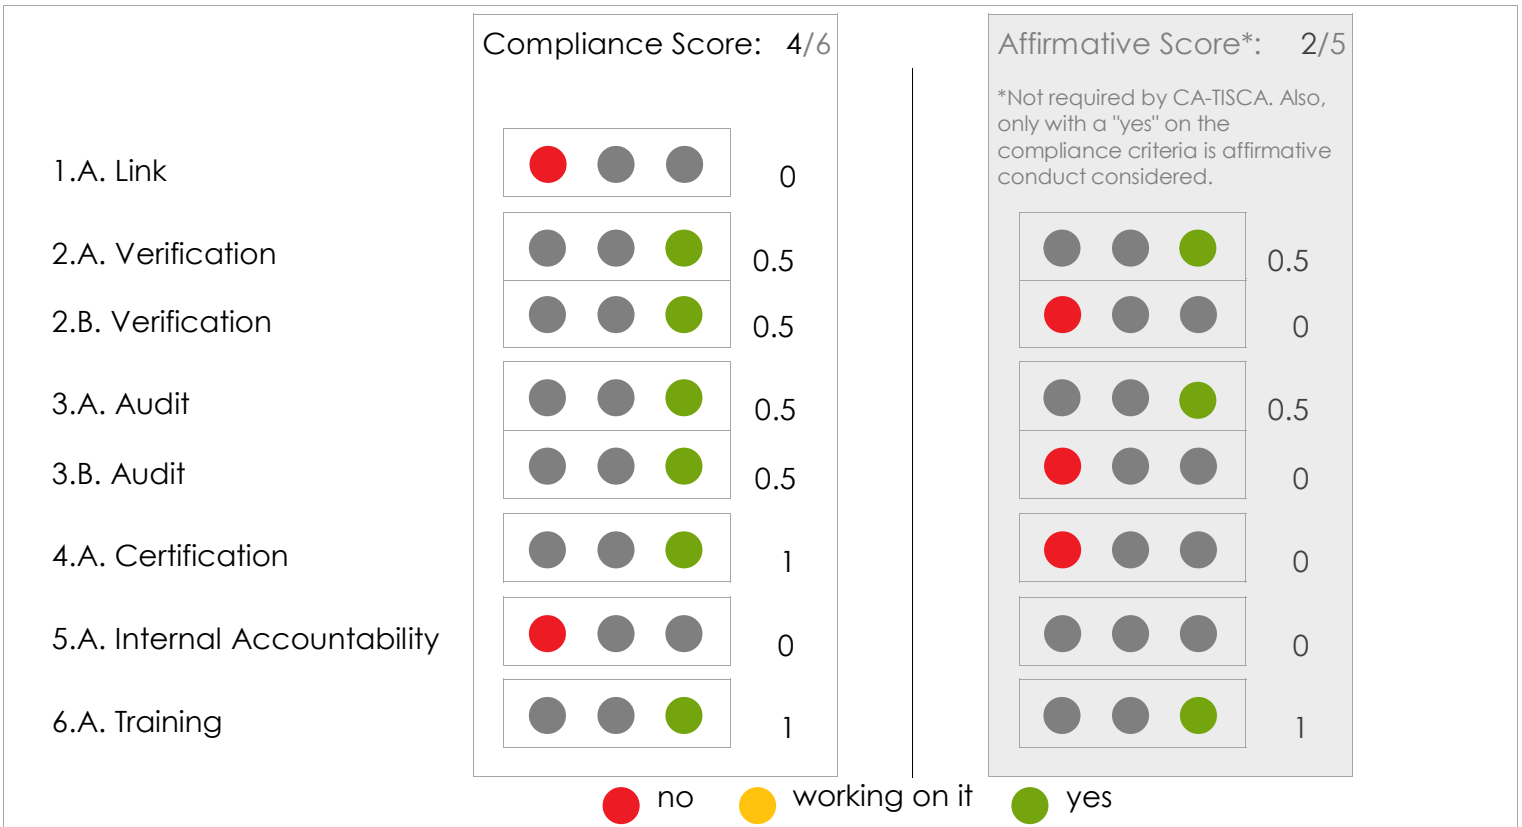 Compliance Score: 4/6
Affirmative Score*: 2/5
*Not required by CA-TISCA. Also,
only with a "yes" on the
compliance criteria is affirmative
conduct considered.
1.A. Link 0
2.A. Verification 0.5 0.5
2.B. Verification 0.5 0
3.A. Audit 0.5 0.5
3.B. Audit 0.5 0
4.A. Certification 1 0
5.A. Internal Accountability 0 0
6.A. Training 1 1
no working on it yes